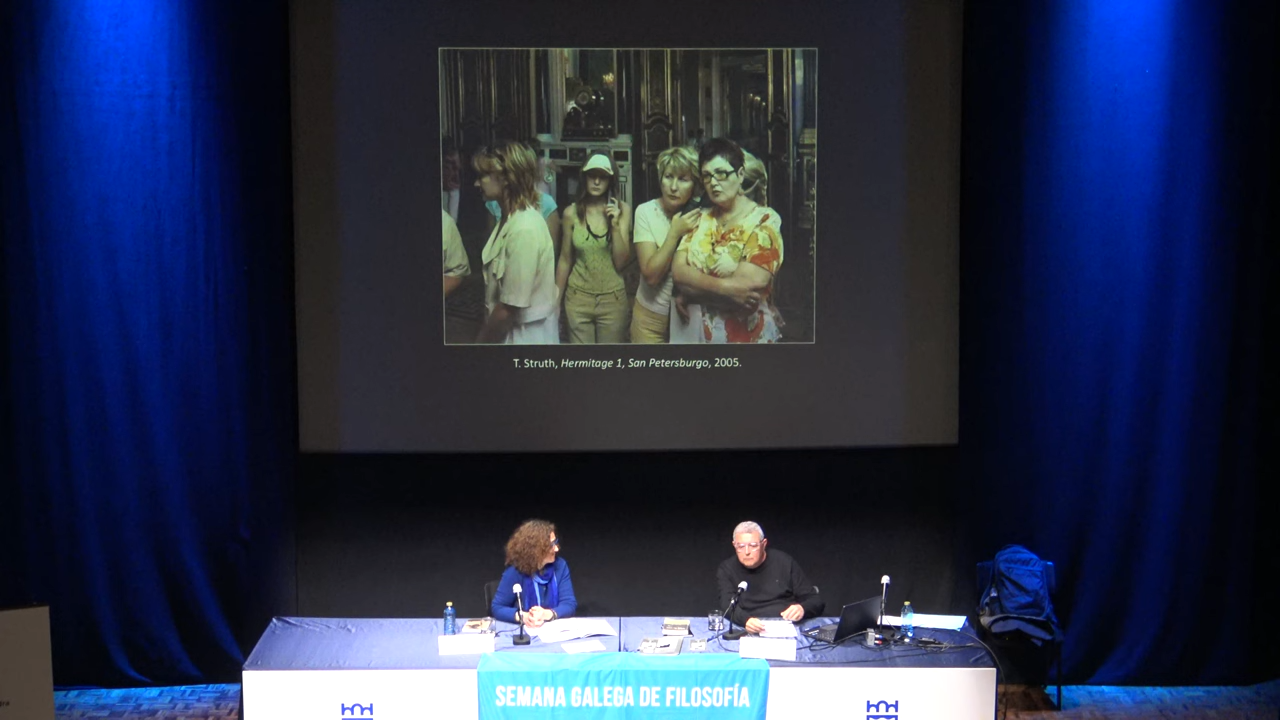 T. Struth, Hermitage 1, San Petersburgo, 2005.
SEMANA GALEGA DE FILOSOFÍA